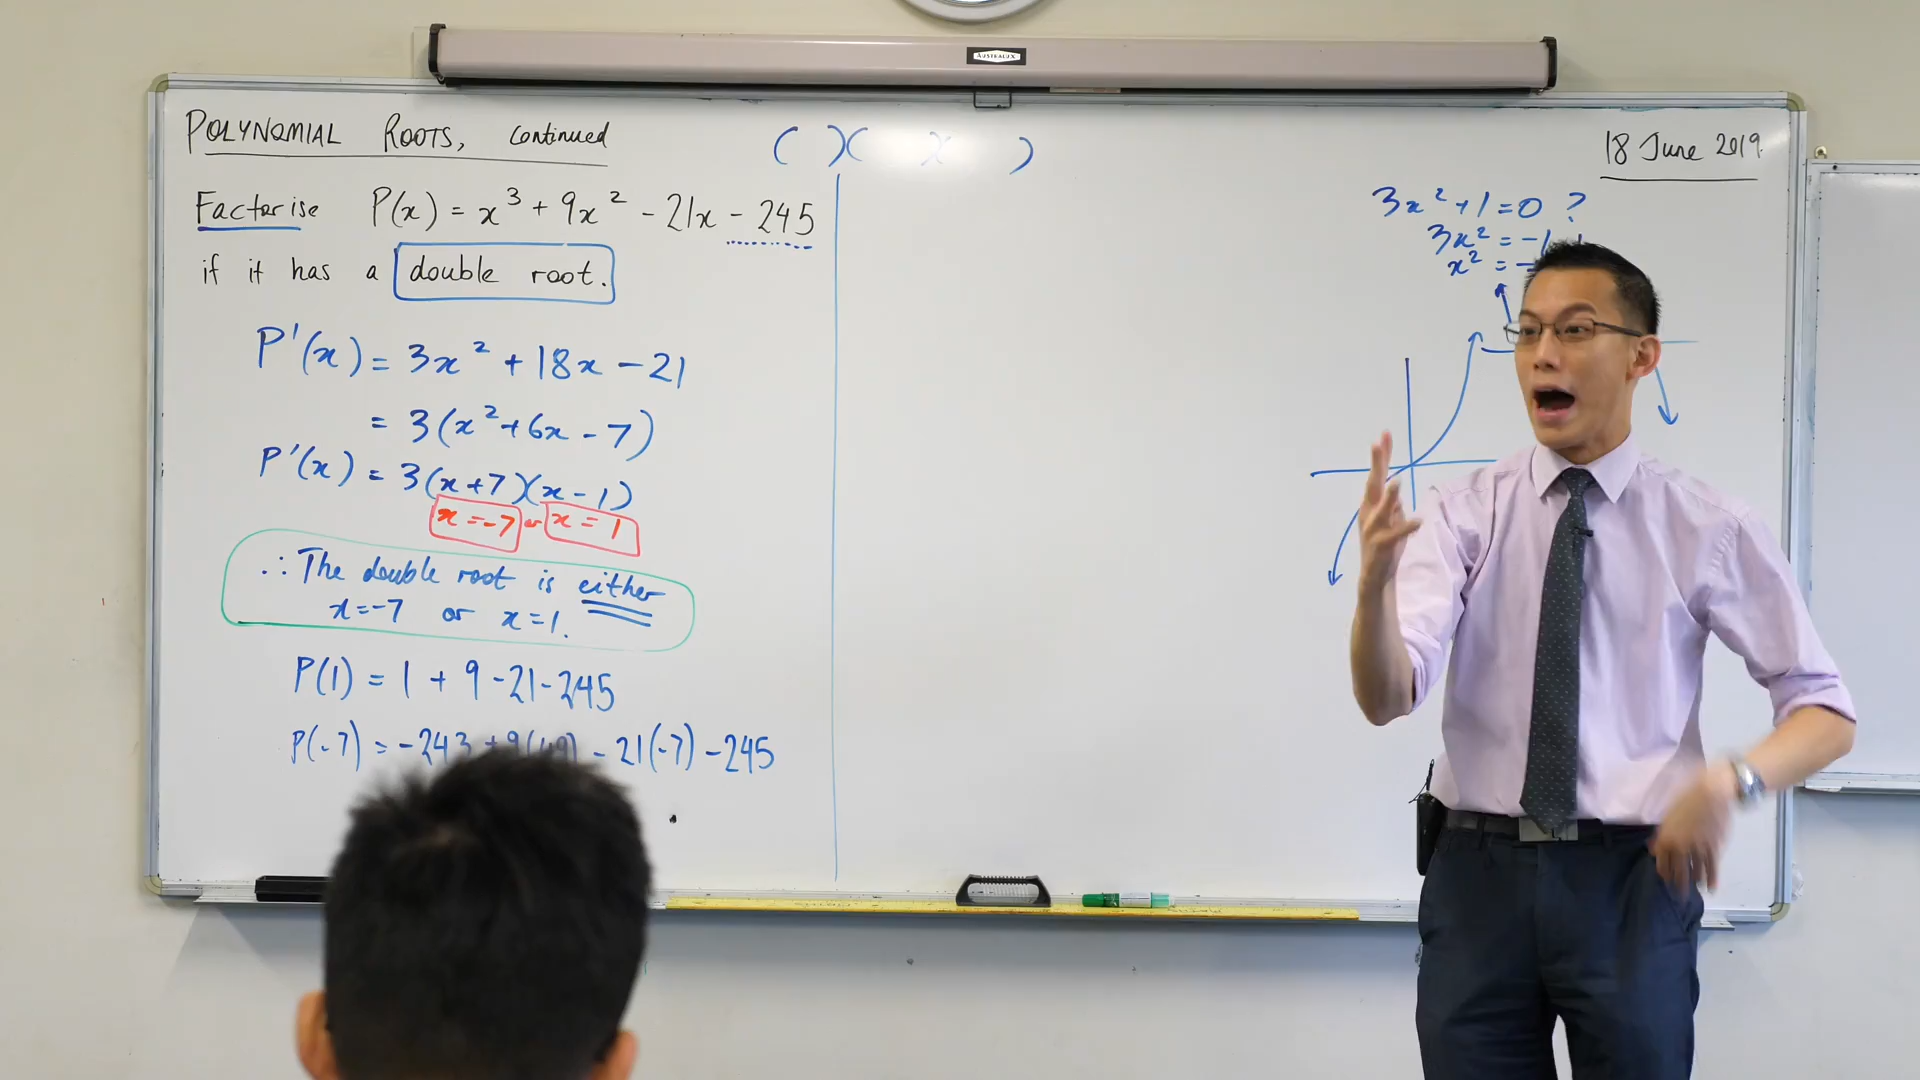 AUSTRALUX
POLYNOMIAL ROOTS, continued
( )( x )
18 June 2019
Factorise P(x) = x³ + 9x² - 21x - 245
if it has a double root.
P'(x) = 3x² + 18x - 21
= 3(x² + 6x - 7)
P'(x) = 3(x+7)(x-1)
x = -7 or x = 1
∴ The double root is either
x = -7 or x = 1.
P(1) = 1 + 9 - 21 - 245
P(-7) = -243 + 9(49) - 21(-7) - 245
3x² + 1 = 0 ?
3x² = -1
x² = -